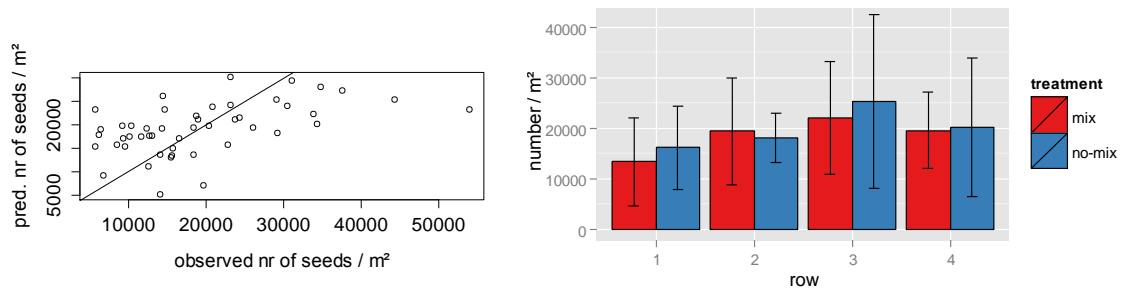 pred. nr of seeds / m²
20000
5000
10000 20000 30000 40000 50000
observed nr of seeds / m²
number / m²
40000
30000
20000
10000
0
1 2 3 4
row
treatment
mix
no-mix